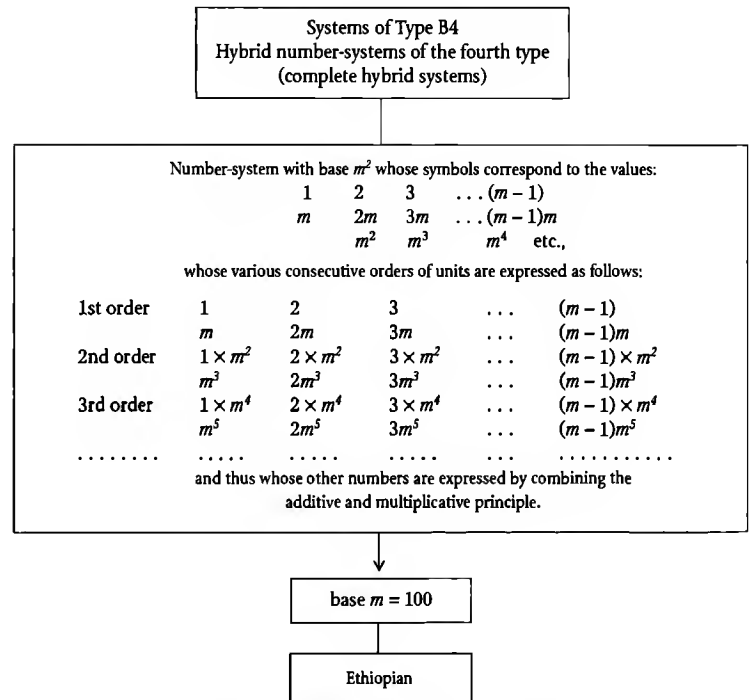 Systems of Type B4
Hybrid number-systems of the fourth type
(complete hybrid systems)
Number-system with base m² whose symbols correspond to the values:
1 2 3 ...(m – 1)
m 2m 3m ...(m – 1)m
m² m³ m⁴ etc.,
whose various consecutive orders of units are expressed as follows:
1st order 1 2 3 ... (m – 1)
m 2m 3m ... (m – 1)m
2nd order 1 × m² 2 × m² 3 × m² ... (m – 1) × m²
m³ 2m³ 3m³ ... (m – 1)m³
3rd order 1 × m⁴ 2 × m⁴ 3 × m⁴ ... (m – 1) × m⁴
m⁵ 2m⁵ 3m⁵ ... (m – 1)m⁵
........ ..... ..... ..... ... ...........
and thus whose other numbers are expressed by combining the
additive and multiplicative principle.
base m = 100
Ethiopian